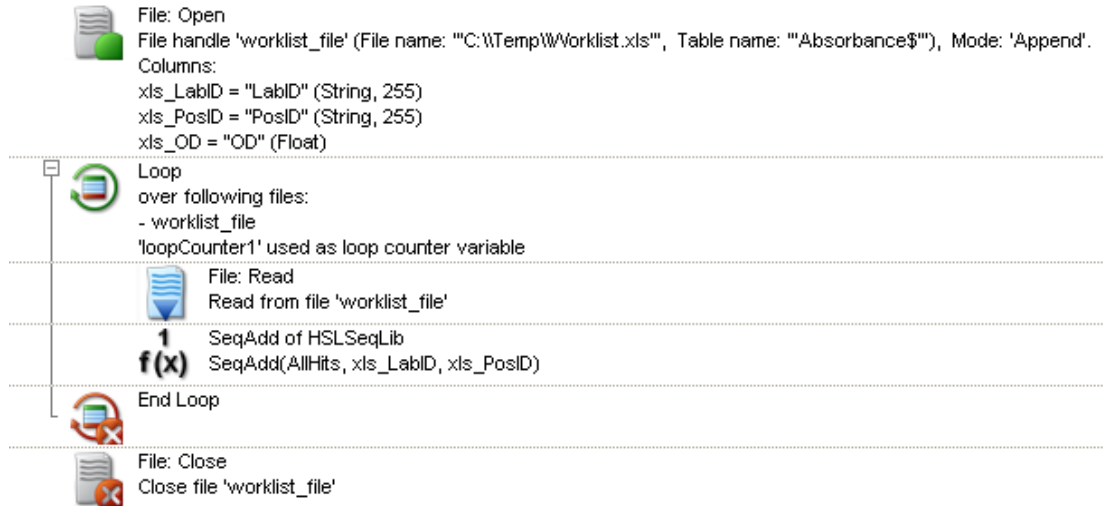 File: Open
File handle 'worklist_file' (File name: '"C:\\Temp\\Worklist.xls"', Table name: '"Absorbance$"'), Mode: 'Append'.
Columns:
xls_LabID = "LabID" (String, 255)
xls_PosID = "PosID" (String, 255)
xls_OD = "OD" (Float)
Loop
over following files:
- worklist_file
'loopCounter1' used as loop counter variable
File: Read
Read from file 'worklist_file'
1 SeqAdd of HSLSeqLib
f(x) SeqAdd(AllHits, xls_LabID, xls_PosID)
End Loop
File: Close
Close file 'worklist_file'